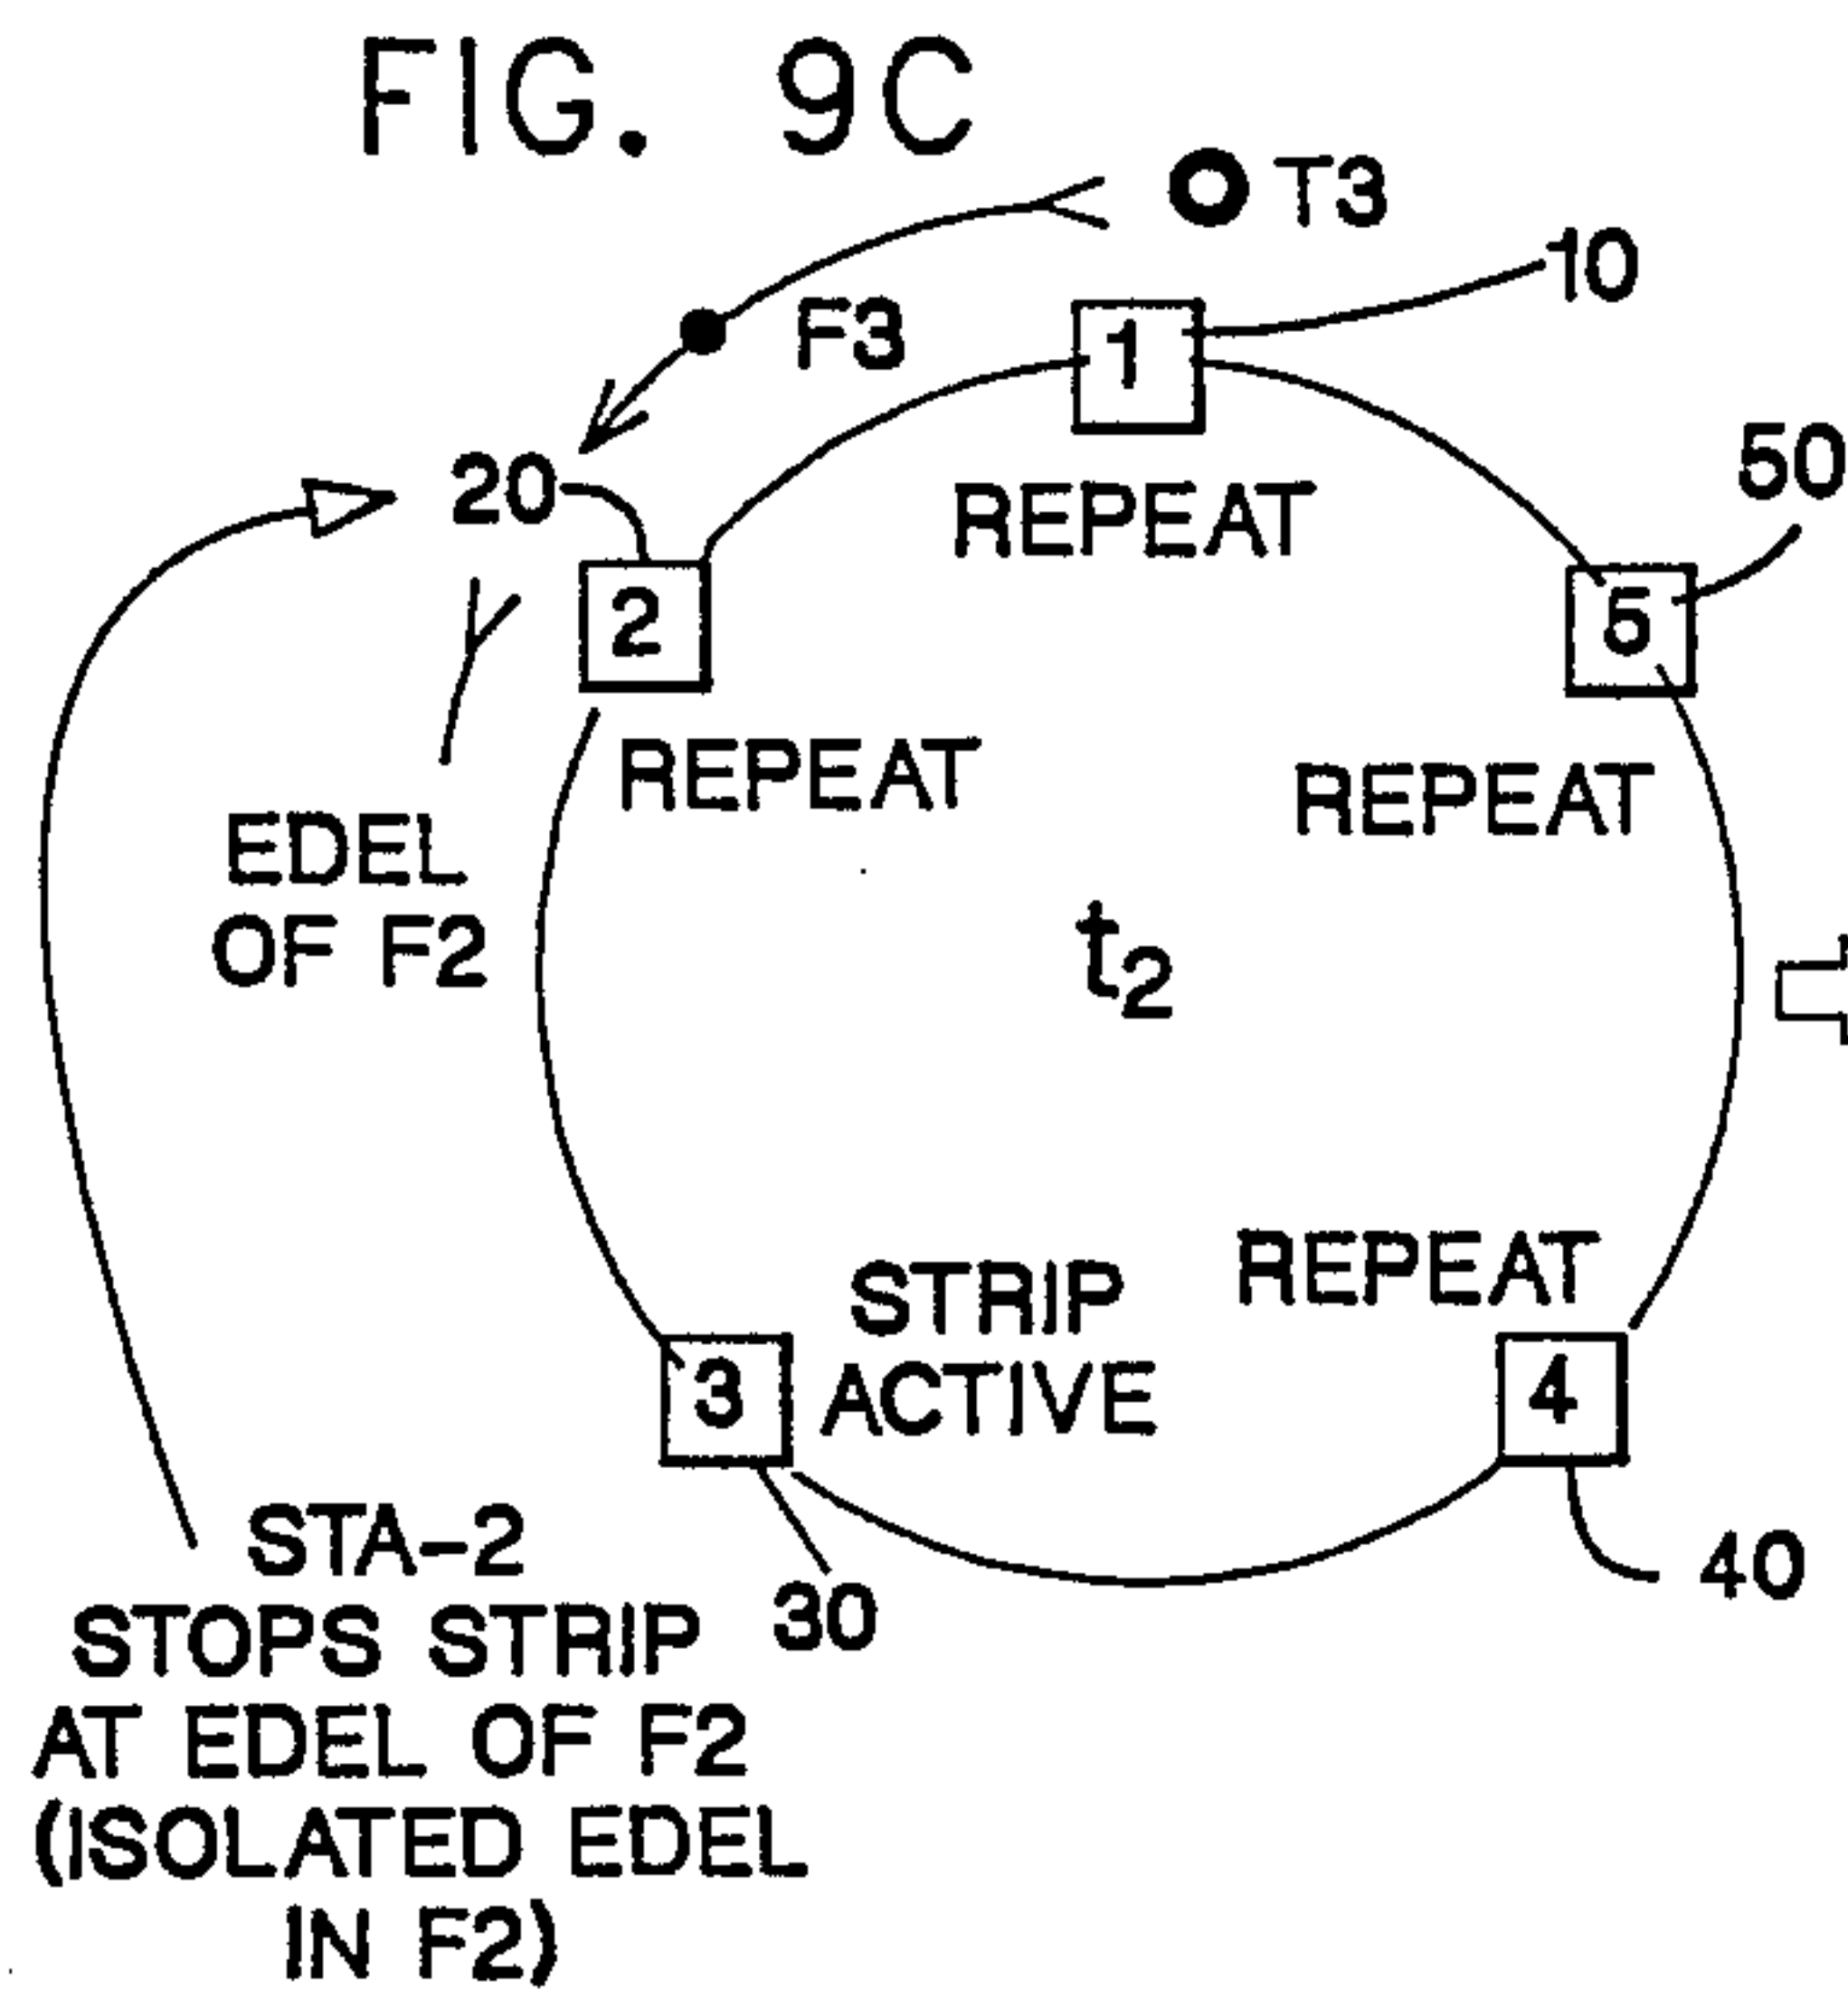 FIG. 9C
T3
10
F3
1
50
20
REPEAT
2
5
REPEAT
REPEAT
EDEL
OF F2
t2
REPEAT
STRIP
ACTIVE
3
4
STA-2
STOPS STRIP
AT EDEL OF F2
(ISOLATED EDEL
IN F2)
30
40